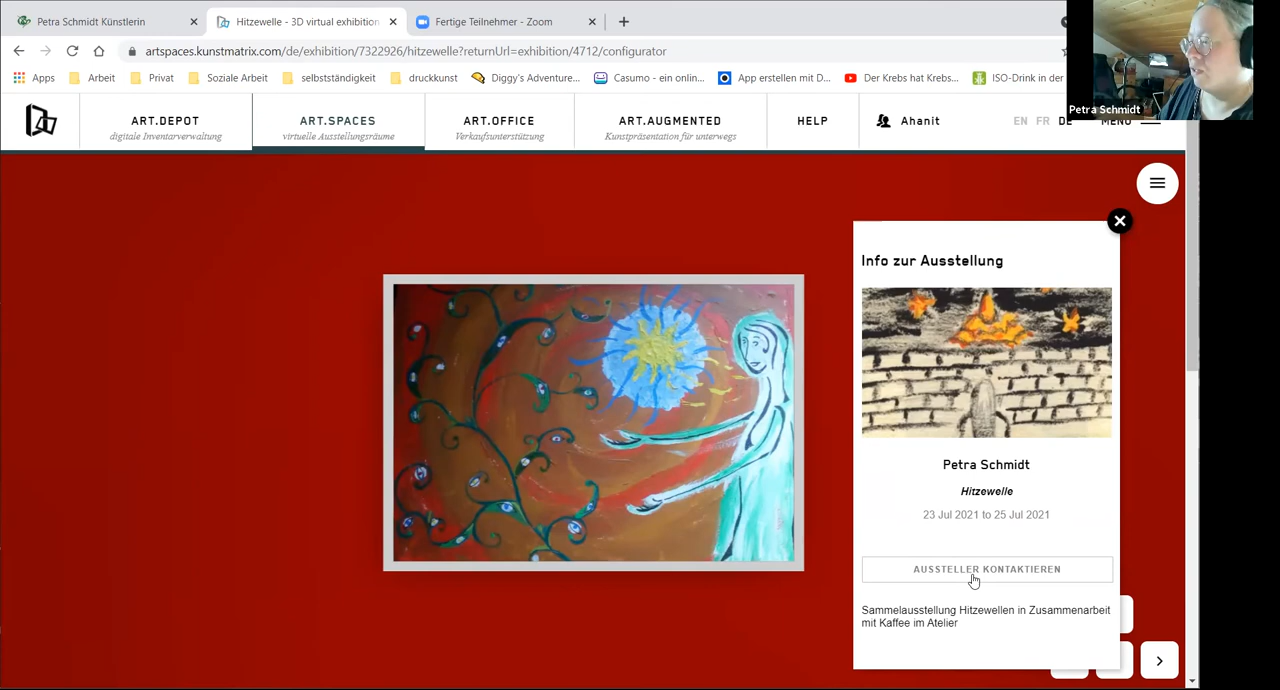 Petra Schmidt Künstlerin
Hitzewelle - 3D virtual exhibition
Fertige Teilnehmer - Zoom
artspaces.kunstmatrix.com/de/exhibition/7322926/hitzewelle?returnUrl=exhibition/4712/configurator
Apps
Arbeit
Privat
Soziale Arbeit
selbstständigkeit
druckkunst
Diggy's Adventure...
Casumo - ein onlin...
App erstellen mit D...
Der Krebs hat Krebs...
ISO-Drink in der
Petra Schmidt
ART.DEPOT
digitale Inventarverwaltung
ART.SPACES
virtuelle Ausstellungsräume
ART.OFFICE
Verkaufsunterstützung
ART.AUGMENTED
Kunstpräsentation für unterwegs
HELP
Ahanit
EN FR DE
MENU
Info zur Ausstellung
Petra Schmidt
Hitzewelle
23 Jul 2021 to 25 Jul 2021
AUSSTELLER KONTAKTIEREN
Sammelausstellung Hitzewellen in Zusammenarbeit
mit Kaffee im Atelier